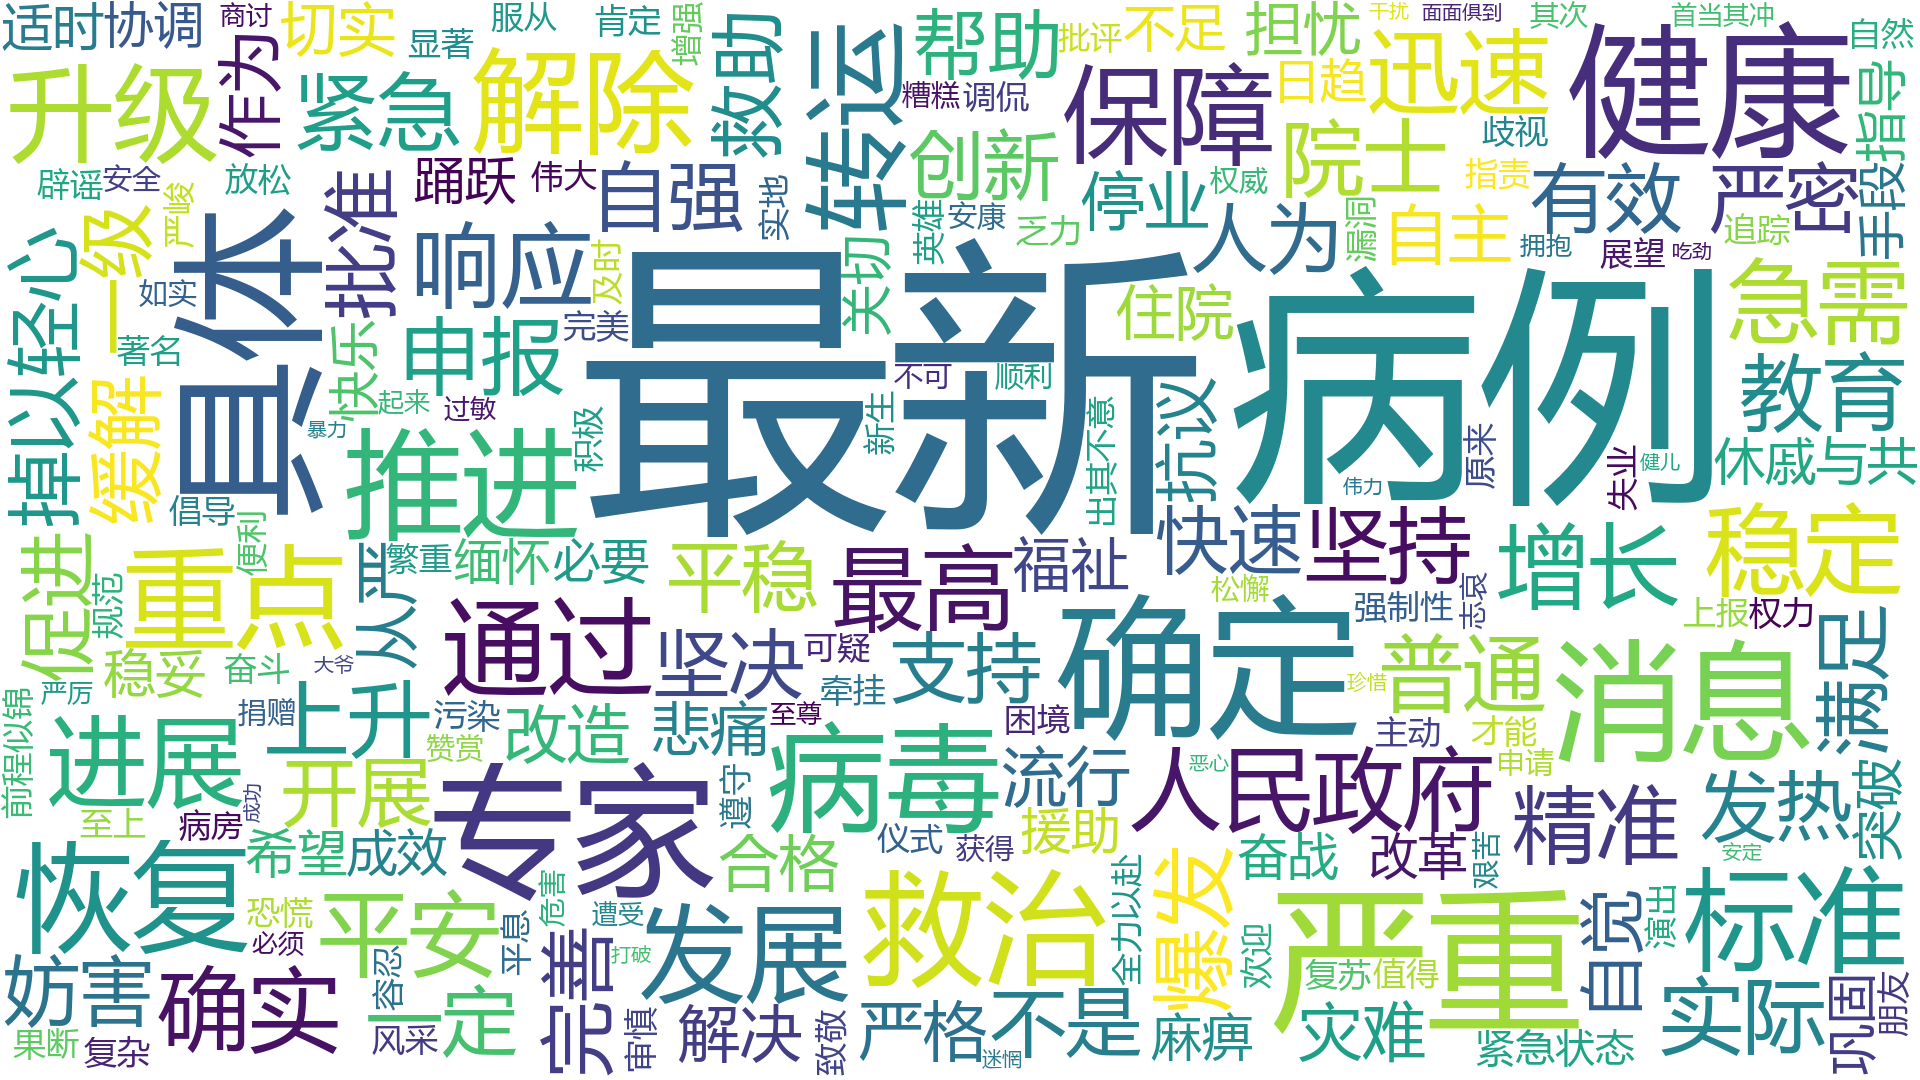 适时
协调
商讨
切实
服从
肯定
增强
显著
救助
转运
帮助
批评
不足
担忧
干扰
面面俱到
其次
首当其冲
自然
升级
作为
紧急
解除
糟糕
调侃
保障
日趋
迅速
健康
指导
辟谣
安全
放松
踊跃
伟大
自强
实地
创新
权威
院士
歧视
指责
有效
严密
手段
严峻
批准
英雄
安康
乏力
停业
人为
漏洞
自主
拥抱
展望
吃劲
追踪
掉以轻心
一级
如实
具体
响应
及时
关切
最新
住院
病例
急需
著名
快乐
申报
完美
不可
顺利
抗议
教育
缓解
起来
过敏
暴力
推进
积极
新生
出其不意
原来
伟力
失业
健儿
休戚与共
倡导
便利
促进
规范
重点
从严
繁重
缅怀
必要
平稳
最高
福祉
快速
坚持
松懈
强制性
志哀
增长
稳定
上报
权力
稳妥
奋斗
大爷
通过
坚决
可疑
支持
确定
珍惜
普通
消息
满足
严厉
前程似锦
进展
捐赠
上升
污染
赞赏
改造
悲痛
牵挂
至尊
困境
主动
才能
申请
至上
成功
开展
专家
遵守
病毒
流行
恶心
人民政府
精准
发热
突破
病房
希望
成效
合格
仪式
获得
援助
奋战
改革
艰苦
安定
恢复
恐慌
必须
平安
平息
危害
遭受
打破
发展
救治
全力以赴
爆发
欢迎
严重
复苏
值得
自觉
演出
标准
妨害
果断
复杂
确实
容忍
风采
一定
完善
审慎
解决
致敬
严格
迷惘
不是
麻痹
灾难
紧急状态
实际
巩固
朋友